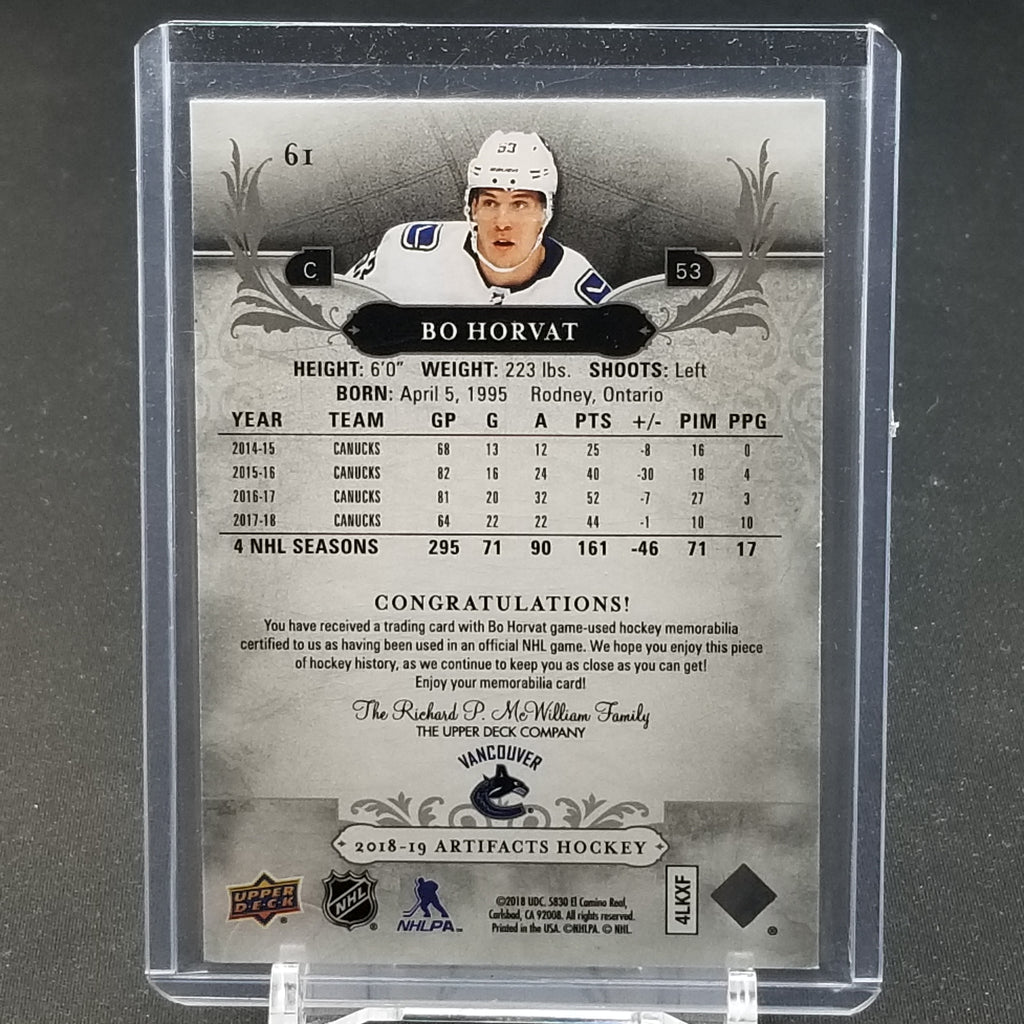 61
53
C
53
BO HORVAT
HEIGHT: 6'0" WEIGHT: 223 lbs. SHOOTS: Left
BORN: April 5, 1995 Rodney, Ontario
YEAR TEAM GP G A PTS +/- PIM PPG
2014-15 CANUCKS 68 13 12 25 -8 16 0
2015-16 CANUCKS 82 16 24 40 -30 18 4
2016-17 CANUCKS 81 20 32 52 -7 27 3
2017-18 CANUCKS 64 22 22 44 -1 10 10
4 NHL SEASONS 295 71 90 161 -46 71 17
CONGRATULATIONS!
You have received a trading card with Bo Horvat game-used hockey memorabilia
certified to us as having been used in an official NHL game. We hope you enjoy this piece
of hockey history, as we continue to keep you as close as you can get!
Enjoy your memorabilia card!
The Richard P. McWilliam Family
THE UPPER DECK COMPANY
VANCOUVER
2018-19 ARTIFACTS HOCKEY
UPPER DECK
NHL
NHLPA
©2018 UDC. 5830 El Camino Real,
Carlsbad, CA 92008. All rights reserved.
Printed in the USA. ©NHLPA. © NHL.
4LKXF